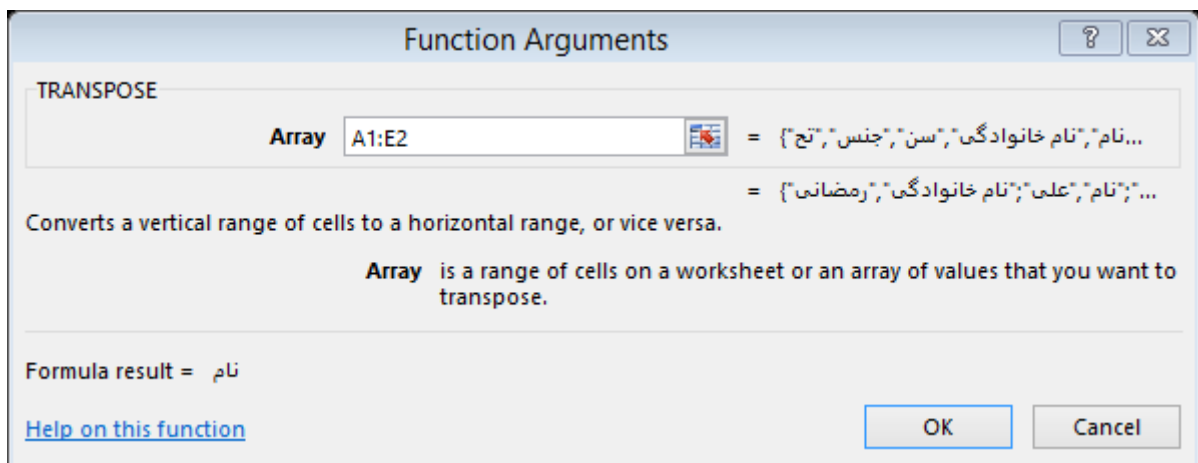 Function Arguments
TRANSPOSE
Array A1:E2 = {"نام","نام خانوادگی","سن","جنس","تح...
= {"نام","علی";"نام خانوادگی","رمضانی";"...
Converts a vertical range of cells to a horizontal range, or vice versa.
Array is a range of cells on a worksheet or an array of values that you want to
transpose.
Formula result = نام
Help on this function
OK Cancel